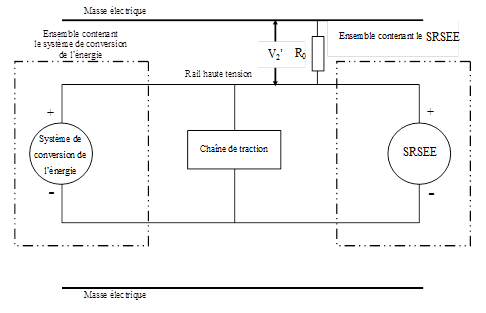 Masse électrique
Ensemble contenant
le système de conversion
de l'énergie
Ensemble contenant le SRSEE
V₂' R₀
Rail haute tension
+
+
Système de
conversion de
l'énergie
Chaîne de traction
SRSEE
-
-
Masse électrique